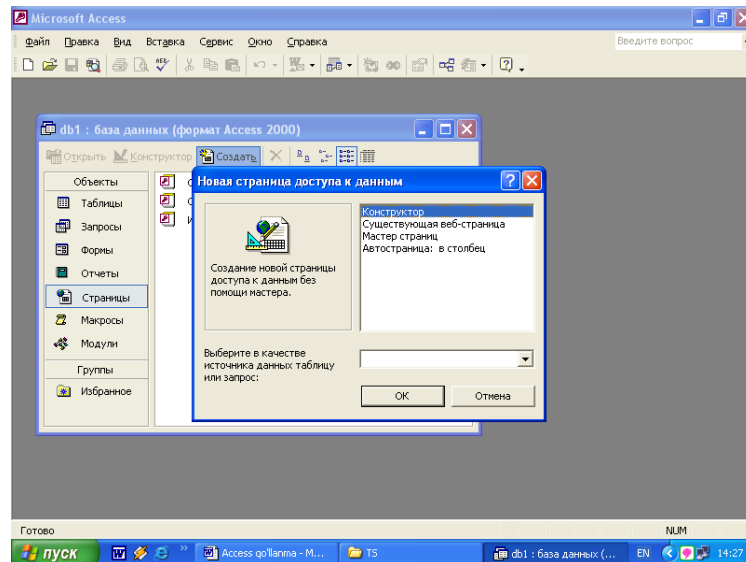 Microsoft Access
Файл Правка Вид Вставка Сервис Окно Справка
Введите вопрос
db1 : база данных (формат Access 2000)
Открыть Конструктор Создать
Объекты
Таблицы
Запросы
Формы
Отчеты
Страницы
Макросы
Модули
Группы
Избранное
Новая страница доступа к данным
Создание новой страницы
доступа к данным без
помощи мастера.
Конструктор
Существующая веб-страница
Мастер страниц
Автостраница: в столбец
Выберите в качестве
источника данных таблицу
или запрос:
ОК Отмена
Готово
NUM
пуск
Access qo'llanma - M...
TS
db1 : база данных (...
EN
14:27